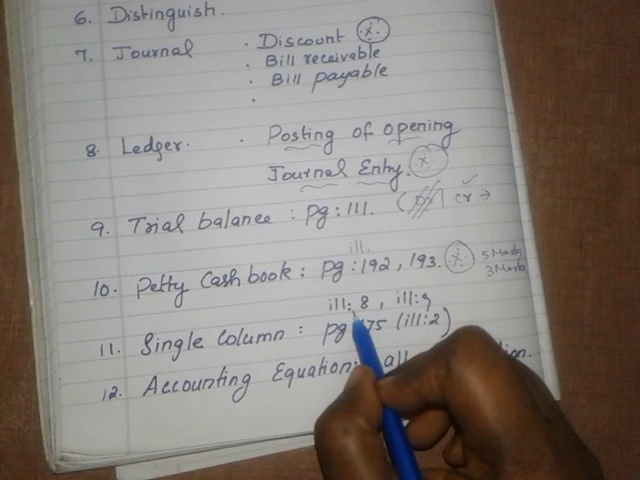 6. Distinguish.
7. Journal . Discount
. Bill receivable
. Bill payable
.
8. Ledger. . Posting of opening
Journal Entry.
9. Trial balance : pg : 111. cr →
ill.
10. Petty Cash book : pg : 192, 193. 5 Marks
3 Marks
ill: 8, ill: 9
11. Single Column : pg 175 (ill:2)
12. Accounting Equation: all